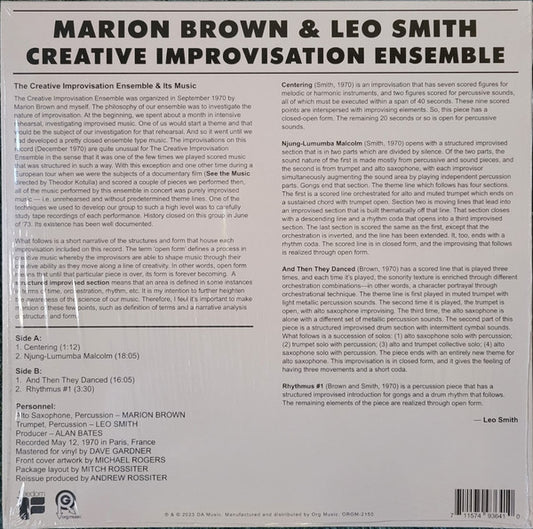 MARION BROWN & LEO SMITH
CREATIVE IMPROVISATION ENSEMBLE
The Creative Improvisation Ensemble & Its Music
The Creative Improvisation Ensemble was organized in September 1970 by
Marion Brown and myself. The philosophy of our ensemble was to investigate the
nature of improvisation. At the beginning, we spent about a month in intensive
rehearsal, investigating improvised music. One of us would start a theme and that
would be the subject of our investigation for that rehearsal. And so it went until we
had developed a pretty closed ensemble type music. The improvisations on this
Record (December 1970) are quite unusual for The Creative Improvisation
Ensemble in the sense that it was one of the few times we played scored music
that was structured in such a way. With this exception and one other time during a
European tour when we were the subjects of a documentary film (See the Music
directed by Theodor Kotulla) and scored a couple of pieces we performed then,
all of the music performed by this ensemble in concert was purely improvised
music — i.e. unrehearsed and without predetermined theme lines. One of the
techniques we used to develop our group to such a high level was to carefully
study tape recordings of each performance. History closed on this group in June
of '73. Its existence has been well documented.
What follows is a short narrative of the structures and form that house each
improvisation included on this record. The term 'open form' defines a process in
creative music whereby the improvisors are able to shape music through their
creative ability as they move along a line of creativity. In other words, open form
means that until that particular piece is over, its form is forever becoming. A
structured improvised section means that an area is defined in some instances
in terms of time, orchestration, rhythm, etc. It is my intention to further heighten
the awareness of the science of our music. Therefore, I feel it's important to make
mention of these few points, such as definition of terms and a narrative analysis
of structure and form.
Side A:
1. Centering (1:12)
2. Njung-Lumumba Malcolm (18:05)
Side B:
1. And Then They Danced (16:05)
2. Rhythmus #1 (3:30)
Personnel:
Alto Saxophone, Percussion – MARION BROWN
Trumpet, Percussion – LEO SMITH
Producer – ALAN BATES
Recorded May 12, 1970 in Paris, France
Mastered for vinyl by DAVE GARDNER
Front cover artwork by MICHAEL ROGERS
Package layout by MITCH ROSSITER
Reissue produced by ANDREW ROSSITER
Centering (Smith, 1970) is an improvisation that has seven scored figures for
melodic or harmonic instruments, and two figures scored for percussive sounds,
all of which must be executed within a span of 40 seconds. These nine scored
points are interspersed with improvising elements. So, this piece has a
closed-open form. The remaining 20 seconds or so is open for percussive
sounds.
Njung-Lumumba Malcolm (Smith, 1970) opens with a structured improvised
section that is in two parts which are divided by silence. Of the two parts, the
sound nature of the first is made mostly from percussive and sound pieces, and
the second is from trumpet and alto saxophone, with each improviser
simultaneously augmenting the sound area by playing independent percussion
parts. Gongs end that section. The theme line which follows has four sections.
The first is a scored line orchestrated for alto and muted trumpet which ends on
a sustained chord with trumpet open. Section two is moving lines that lead into
an improvised section that is built thematically off that line. That section closes
with a descending line and a rhythm coda that opens into a third improvised
section. The last section is scored the same as the first, except that the
orchestration is inverted, and the line has been extended. It, too, ends with a
rhythm coda. The scored line is in closed form, and the improvising that follows
is realized through open form.
And Then They Danced (Brown, 1970) has a scored line that is played three
times, and each time it's played, the sonority texture is enriched through different
orchestration combinations—in other words, a character portrayal through
orchestrational technique. The theme line is first played in muted trumpet with
light metallic percussion sounds. The second time it is played, the trumpet is
open, with alto saxophone improvising. The third time, the alto saxophone is
alone with a different set of metallic percussion sounds. The second part of this
piece is a structured improvised drum section with intermittent cymbal sounds.
What follows is a succession of solos: (1) alto saxophone solo with percussion;
(2) trumpet solo with percussion; (3) alto and trumpet collective solo; (4) alto
saxophone solo with percussion. The piece ends with an entirely new theme for
alto saxophone. This improvisation is in closed form, and it gives the feeling of
having three movements and a short coda.
Rhythmus #1 (Brown and Smith, 1970) is a percussion piece that has a
structured improvised introduction for gongs and a drum rhythm that follows.
The remaining elements of the piece are realized through open form.
— Leo Smith
℗ & © 2023 DA Music. Manufactured and distributed by Org Music. ORGM-2150
7 11574 93641 0